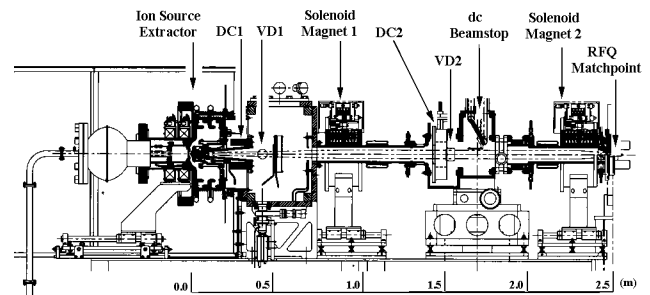 Ion Source
Extractor
DC1
VD1
Solenoid
Magnet 1
DC2
VD2
dc
Beamstop
Solenoid
Magnet 2
RFQ
Matchpoint
0.0
0.5
1.0
1.5
2.0
2.5
(m)